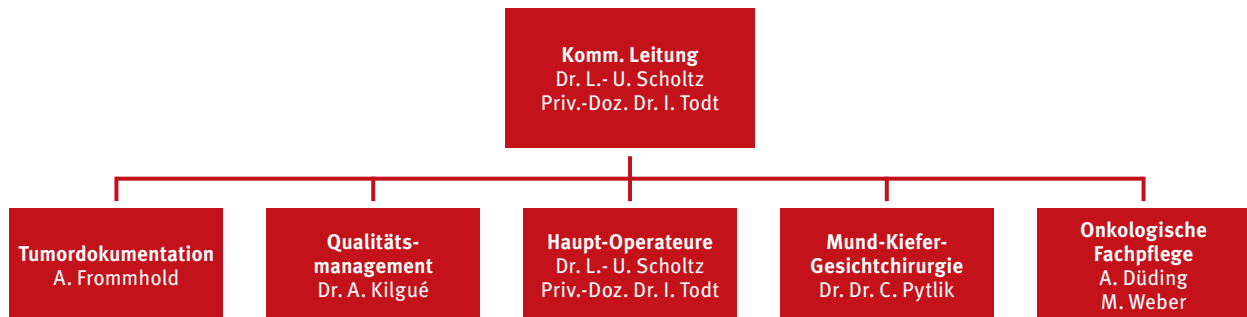 Komm. Leitung
Dr. L.- U. Scholtz
Priv.-Doz. Dr. I. Todt
Tumordokumentation
A. Frommhold
Qualitäts-
management
Dr. A. Kilgué
Haupt-Operateure
Dr. L.- U. Scholtz
Priv.-Doz. Dr. I. Todt
Mund-Kiefer-
Gesichtchirurgie
Dr. Dr. C. Pytlik
Onkologische
Fachpflege
A. Düding
M. Weber